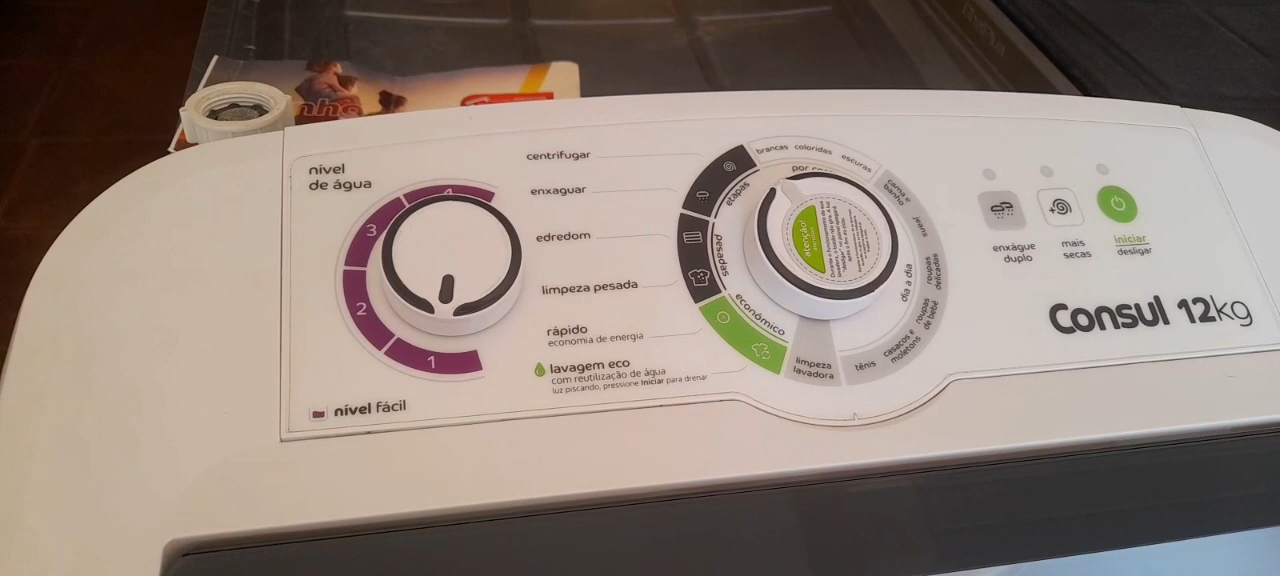 nível
de água
4
3
2
1
nível fácil
centrifugar
enxaguar
edredom
limpeza pesada
rápido
economia de energia
lavagem eco
com reutilização de água
luz piscando, pressione Iniciar para drenar
etapas
pesadas
econômico
brancas coloridas escuras
por
cama e
banho
jeans
roupas
delicadas
roupas
de bebê
casacos e
moletons
tênis
limpeza
lavadora
dia a dia
atenção!
enxágue
duplo
mais
secas
iniciar
desligar
Consul 12kg